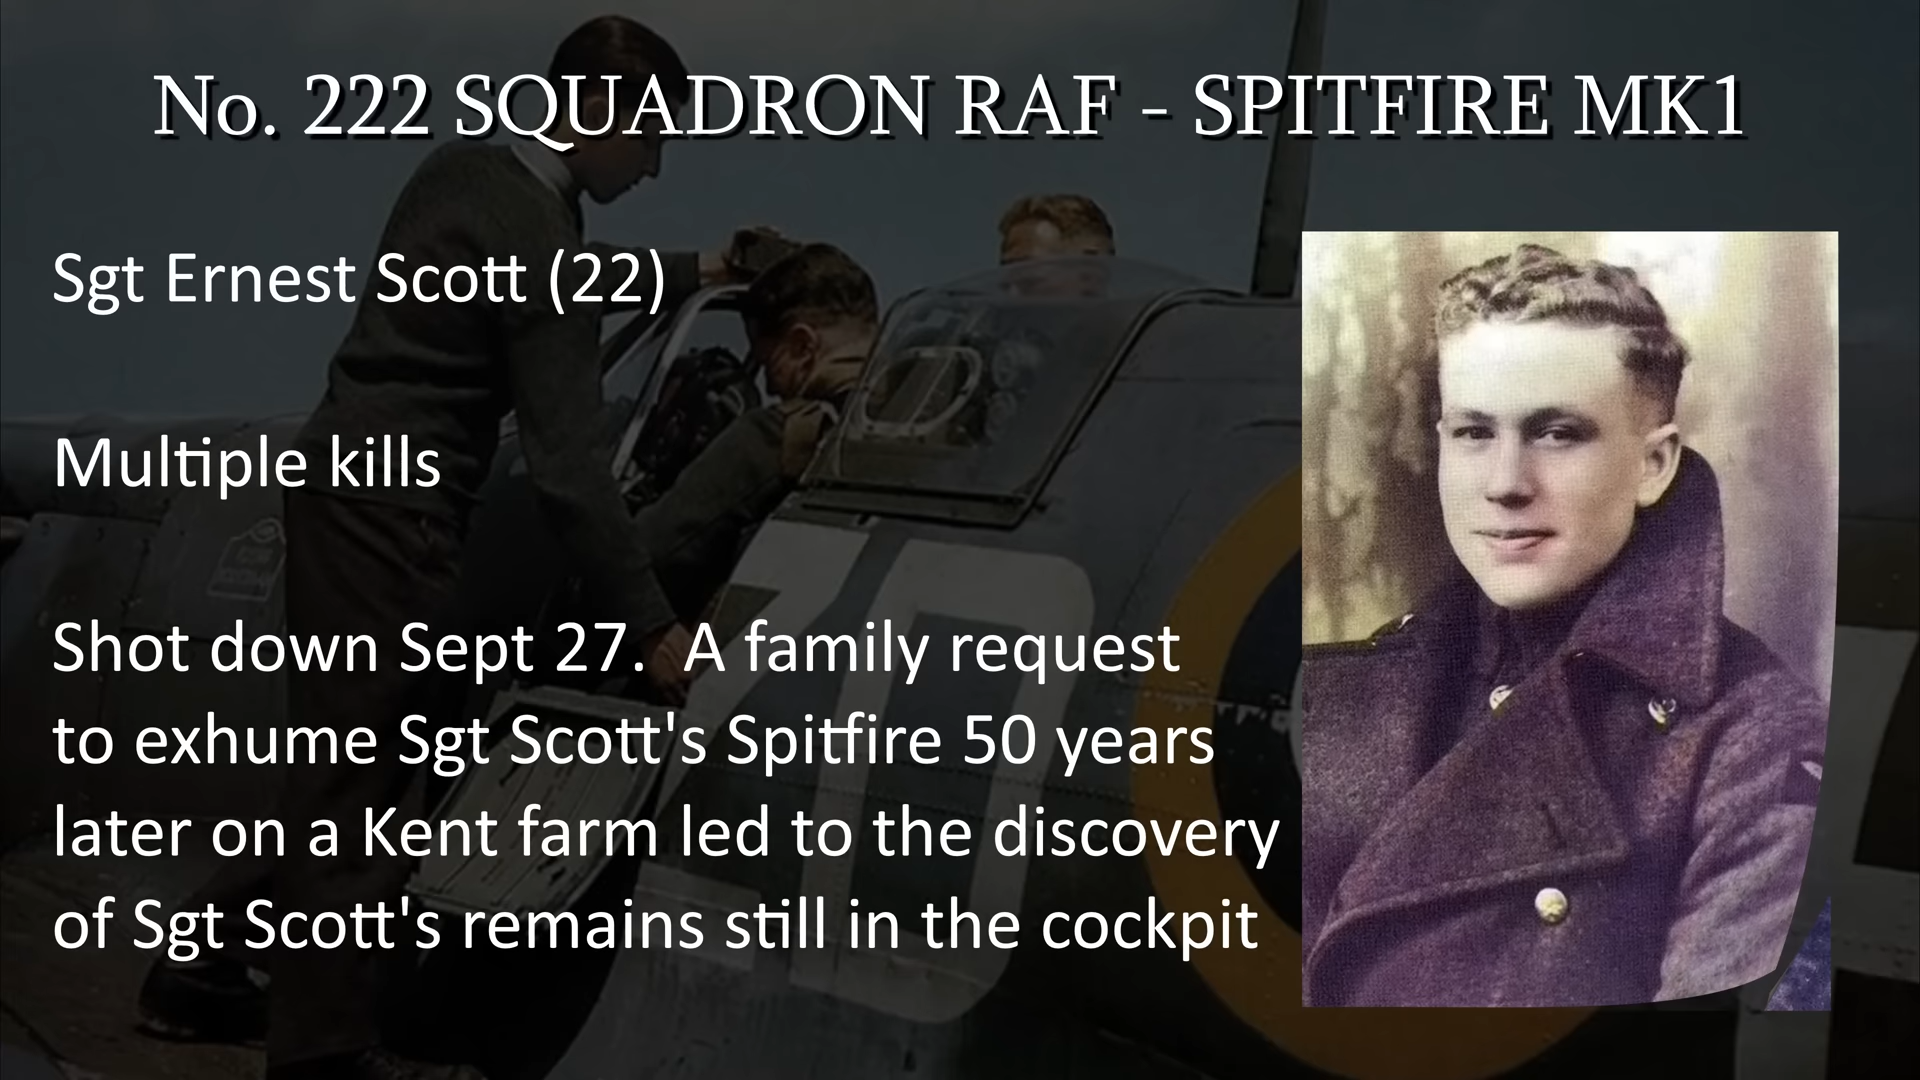 No. 222 SQUADRON RAF - SPITFIRE MK1
Sgt Ernest Scott (22)
Multiple kills
Shot down Sept 27.  A family request
to exhume Sgt Scott's Spitfire 50 years
later on a Kent farm led to the discovery
of Sgt Scott's remains still in the cockpit
ZD